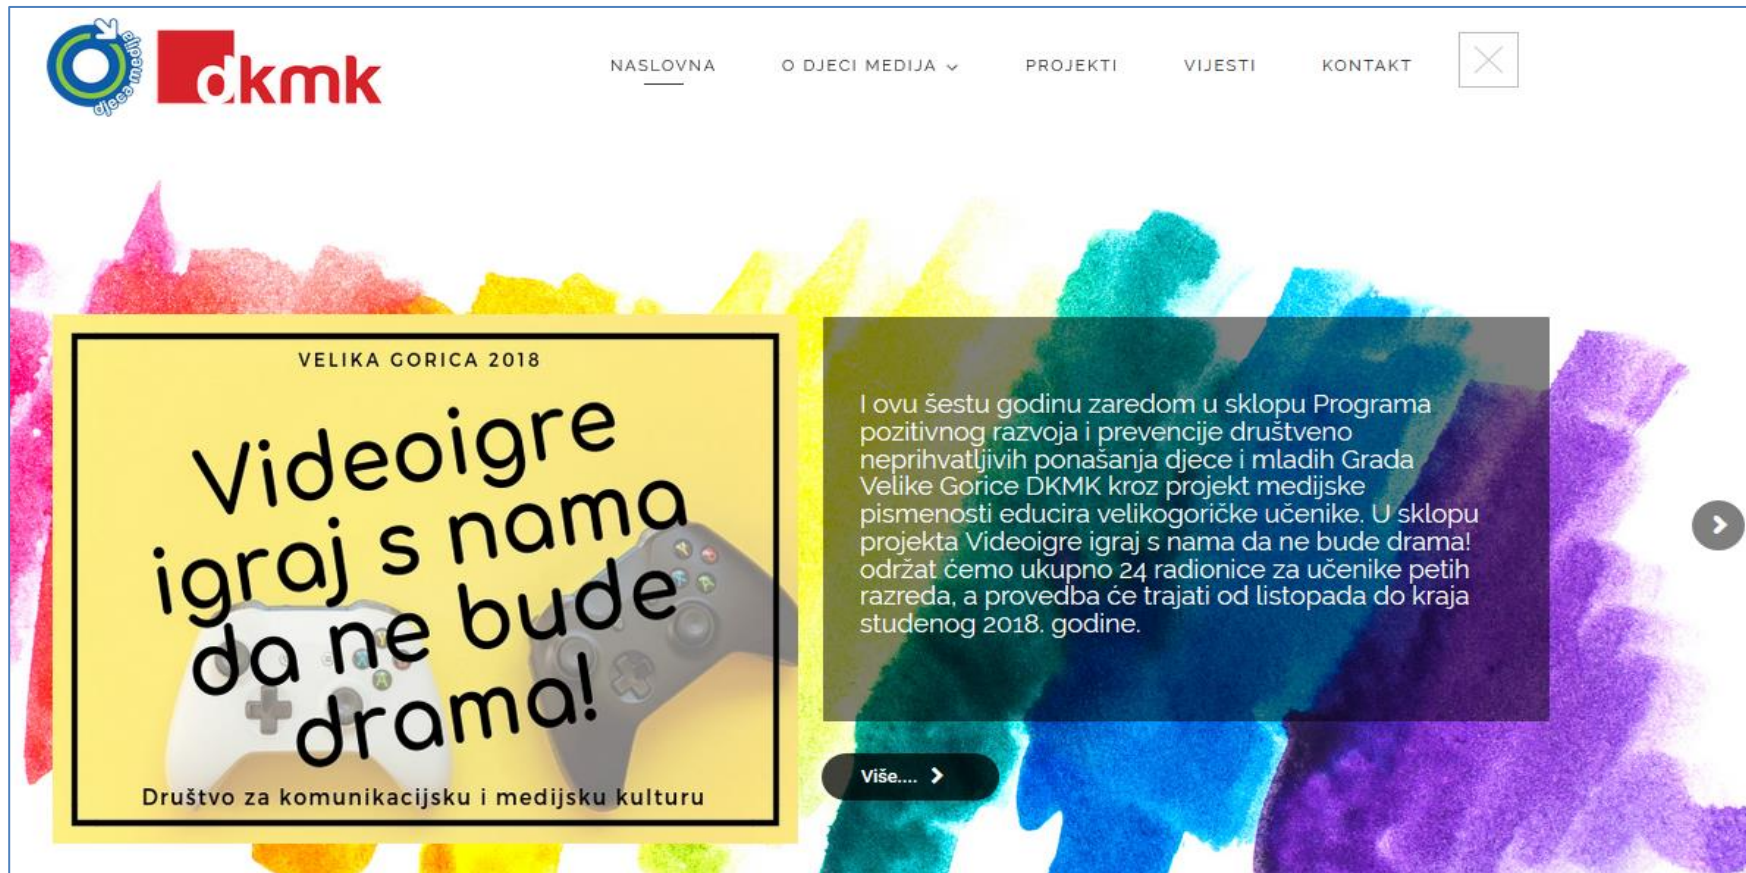 djeca medija
dkmk
NASLOVNA
O DJECI MEDIJA
PROJEKTI
VIJESTI
KONTAKT
VELIKA GORICA 2018
Videoigre
igraj s nama
da ne bude
drama!
Društvo za komunikacijsku i medijsku kulturu
I ovu šestu godinu zaredom u sklopu Programa
pozitivnog razvoja i prevencije društveno
neprihvatljivih ponašanja djece i mladih Grada
Velike Gorice DKMK kroz projekt medijske
pismenosti educira velikogoričke učenike. U sklopu
projekta Videoigre igraj s nama da ne bude drama!
održat ćemo ukupno 24 radionice za učenike petih
razreda, a provedba će trajati od listopada do kraja
studenog 2018. godine.
Više....